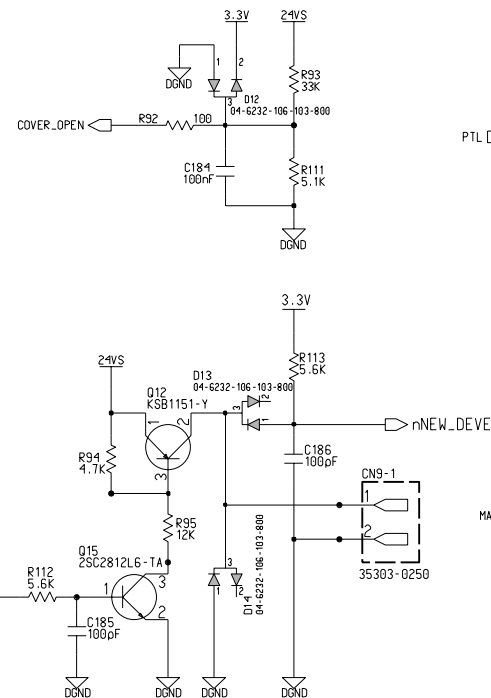 3.3V
24VS
1
2
DGND
R93
33K
3
D12
04-6232-106-103-800
COVER_OPEN
R92
100
PTL
C184
100nF
R111
5.1K
DGND
3.3V
24VS
D13
04-6232-106-103-800
R113
5.6K
Q12
KSB1151-Y
1
2
3
2
1
nNEW_DEVE
R94
4.7K
3
C186
100pF
CN9-1
1
2
35303-0250
MA
R95
12K
Q15
2SC2812L6-TA
3
1
2
D14
04-6232-106-103-800
R112
5.6K
1
3
2
C185
100pF
DGND
DGND
DGND
DGND